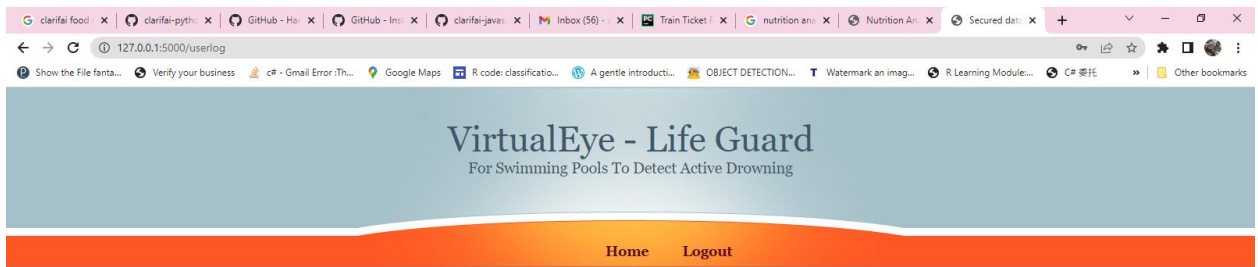 clarifai food
clarifai-pytho
GitHub - Har
GitHub - Inst
clarifai-javas
Inbox (56) - s
Train Ticket
nutrition ana
Nutrition An
Secured data
127.0.0.1:5000/userlog
Show the File fanta...
Verify your business
c# - Gmail Error :Th...
Google Maps
R code: classificatio...
A gentle introducti...
OBJECT DETECTION...
Watermark an imag...
R Learning Module:...
C# 委托
»
Other bookmarks
VirtualEye - Life Guard
For Swimming Pools To Detect Active Drowning
Home Logout